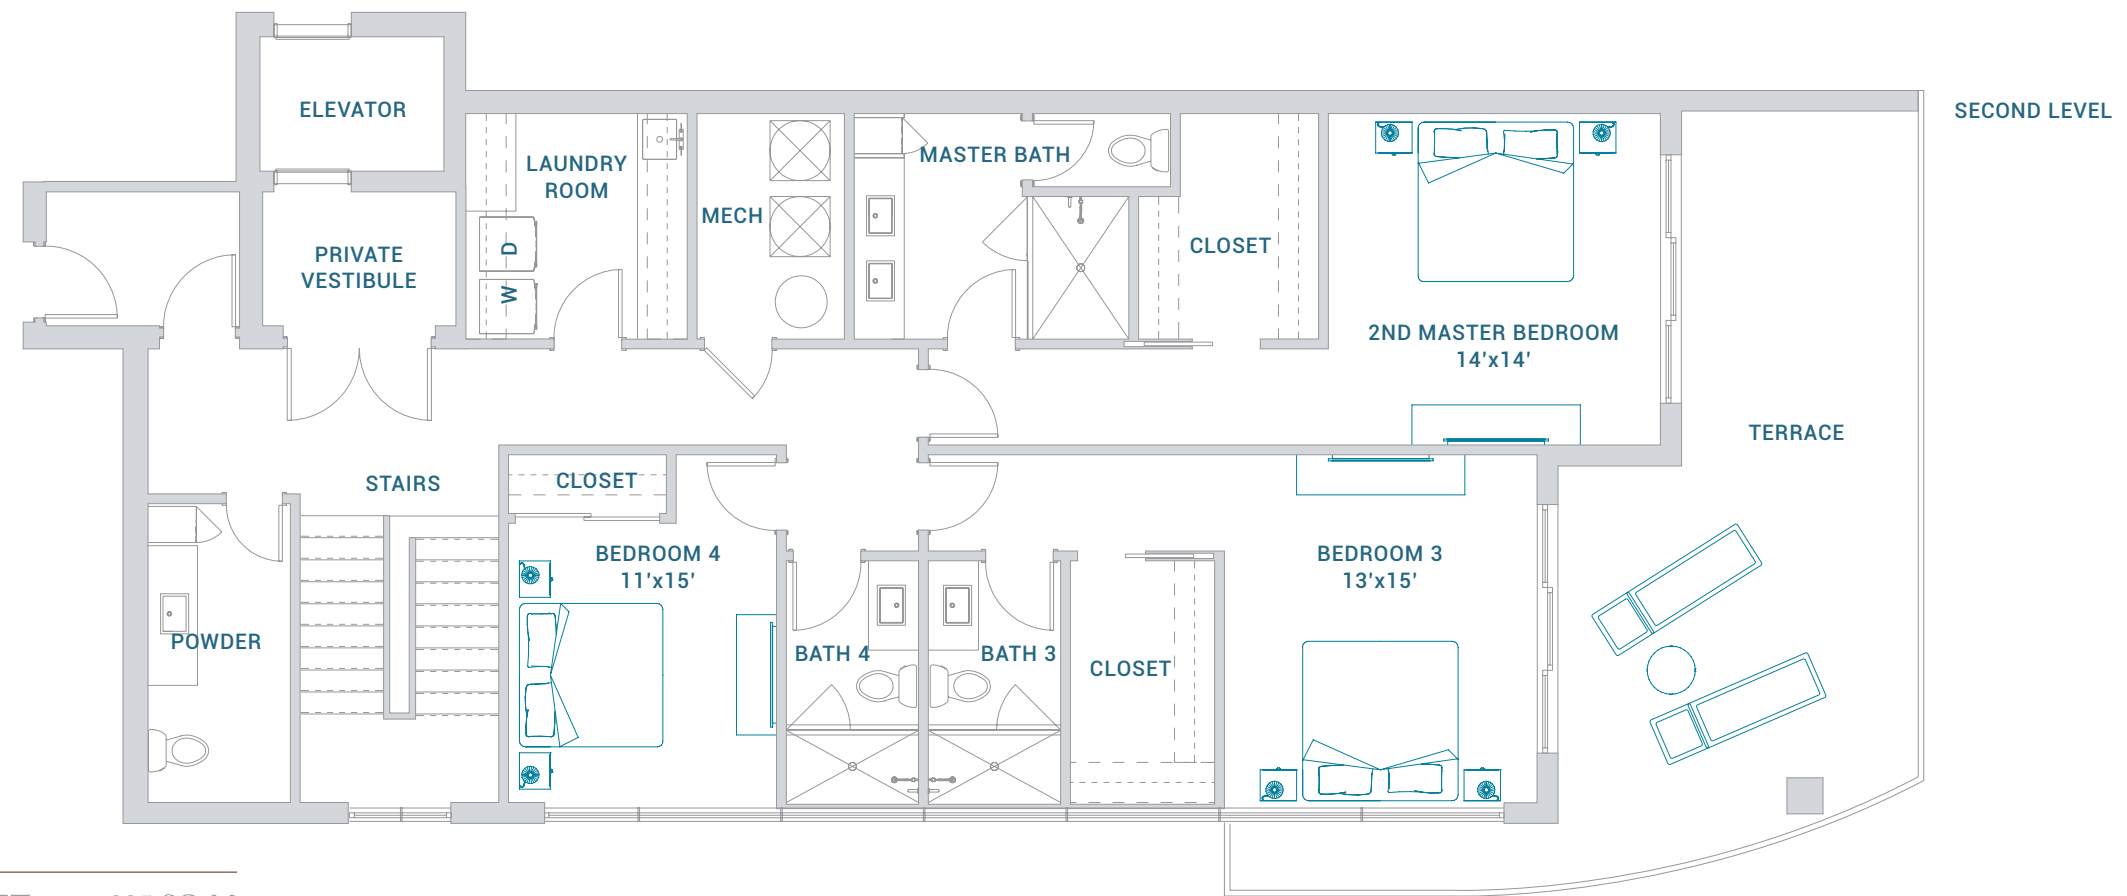 ELEVATOR
SECOND LEVEL
LAUNDRY
ROOM
MASTER BATH
MECH
PRIVATE
VESTIBULE
D
W
CLOSET
2ND MASTER BEDROOM
14'x14'
TERRACE
STAIRS
CLOSET
BEDROOM 4
11'x15'
BEDROOM 3
13'x15'
POWDER
BATH 4
BATH 3
CLOSET